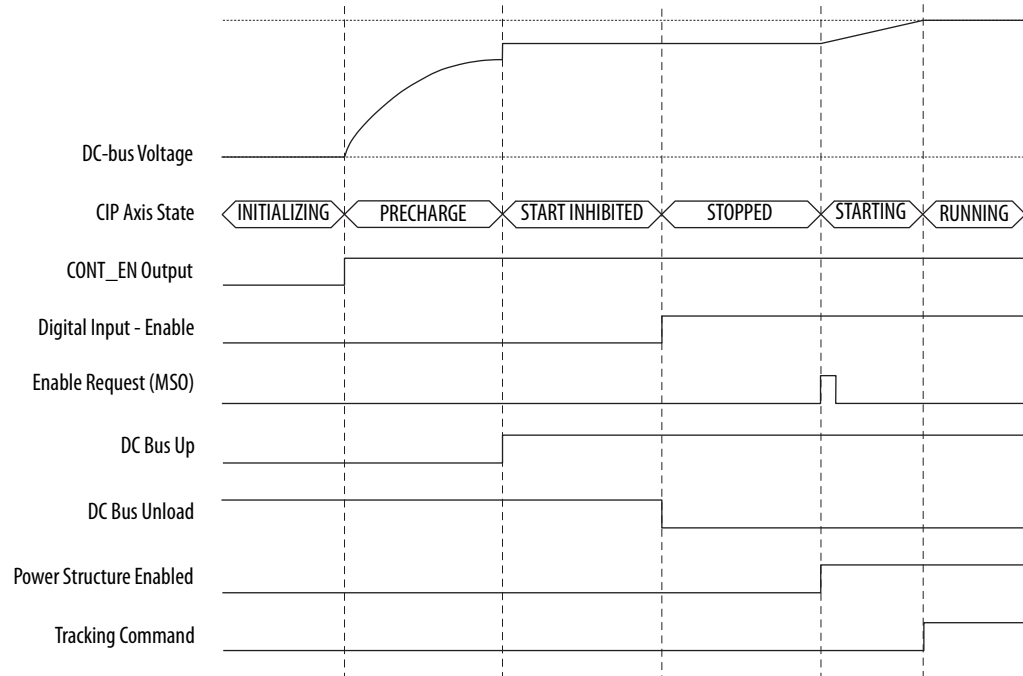 DC-bus Voltage
CIP Axis State
INITIALIZING
PRECHARGE
START INHIBITED
STOPPED
STARTING
RUNNING
CONT_EN Output
Digital Input - Enable
Enable Request (MSO)
DC Bus Up
DC Bus Unload
Power Structure Enabled
Tracking Command